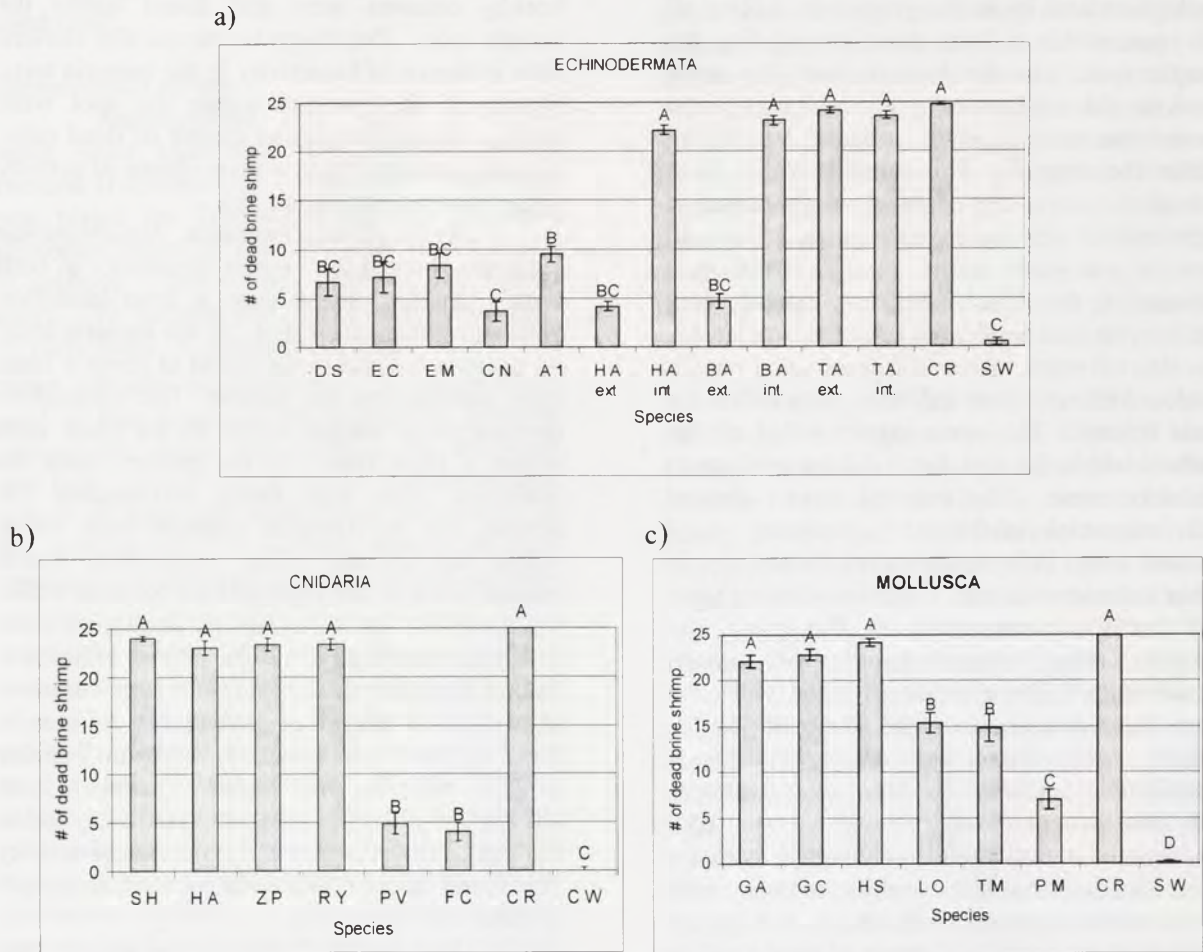 a)
ECHINODERMATA
# of dead brine shrimp
25
20
15
10
5
0
BC BC BC C B BC A BC A A A A C
DS EC EM CN A1 HA HA BA BA TA TA CR SW
ext int ext. int. ext. int.
Species
b)
CNIDARIA
# of dead brine shrimp
25
20
15
10
5
0
A A A A B B A C
SH HA ZP RY PV FC CR CW
Species
c)
MOLLUSCA
# of dead brine shrimp
25
20
15
10
5
0
A A A B B C A D
GA GC HS LO TM PM CR SW
Species